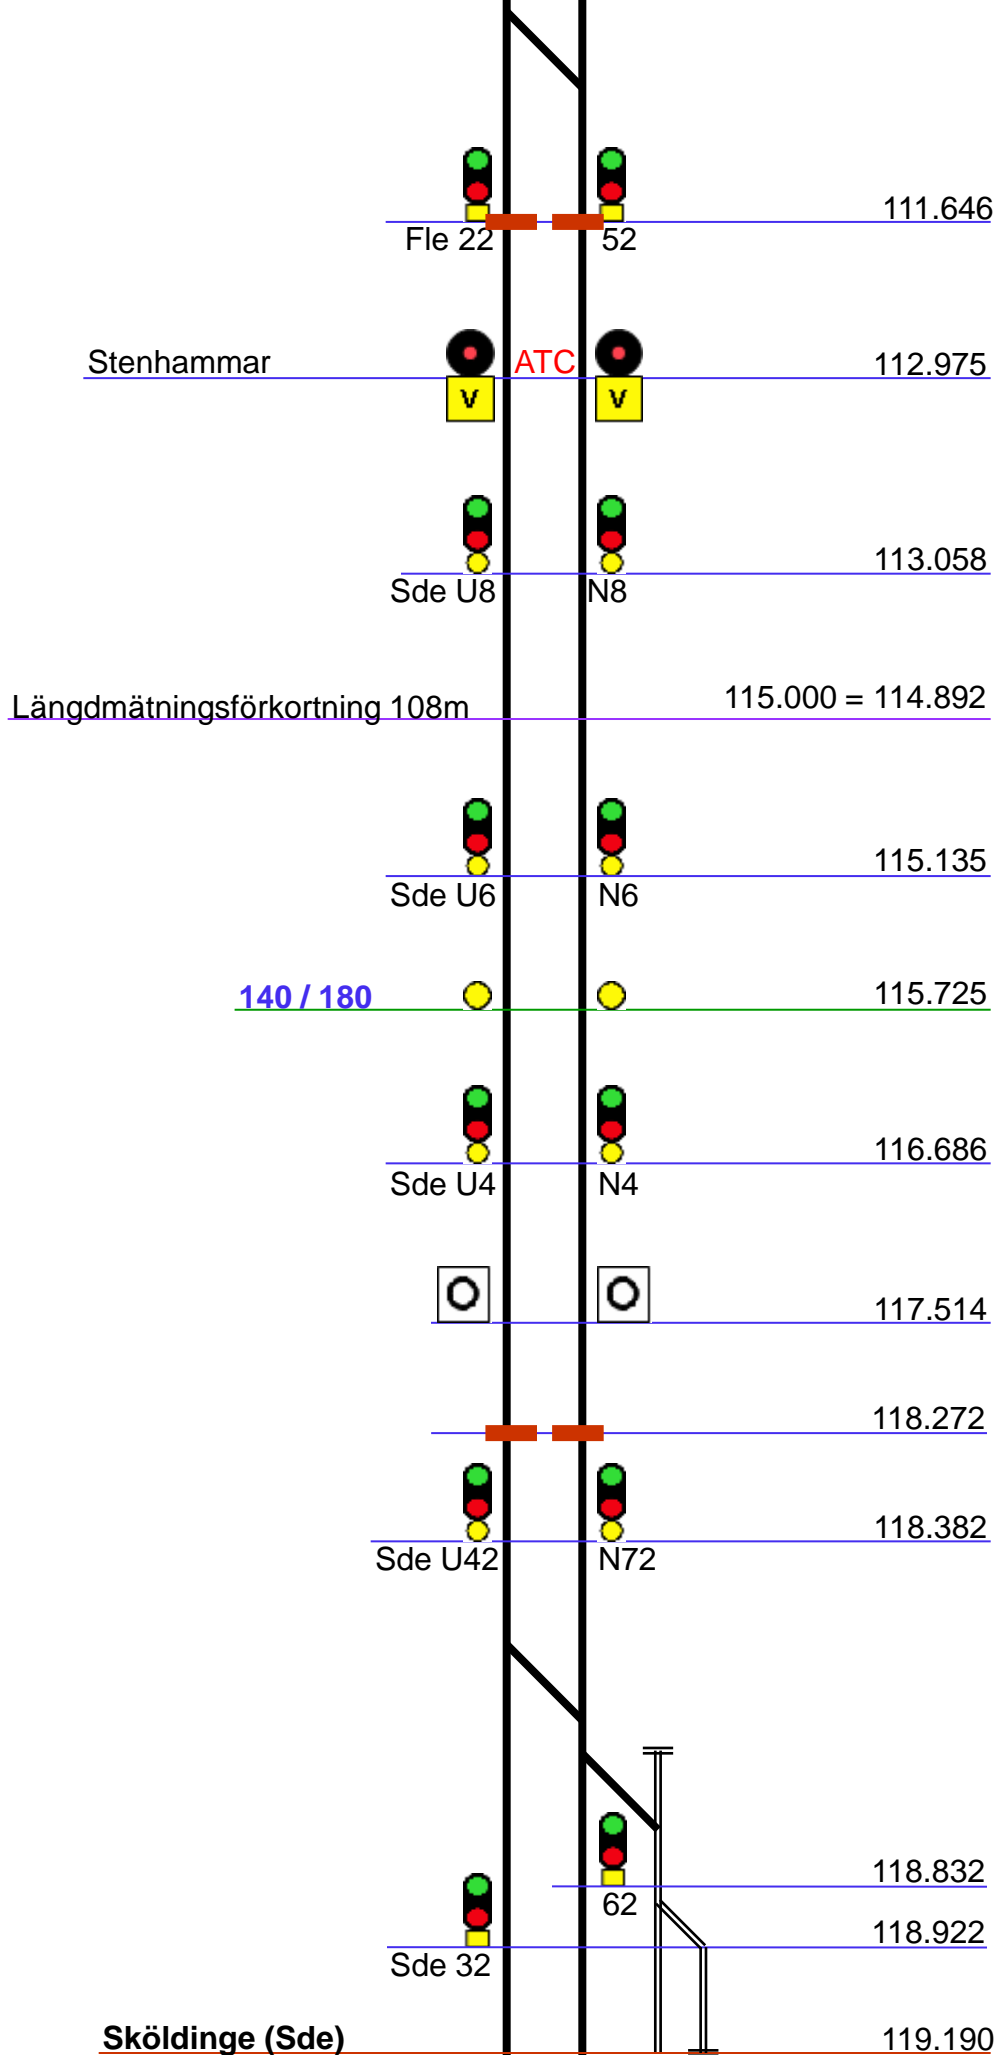 111.646
Fle 22 52
Stenhammar ATC 112.975
V V
113.058
Sde U8 N8
Längdmätningsförkortning 108m 115.000 = 114.892
115.135
Sde U6 N6
140 / 180 115.725
116.686
Sde U4 N4
O O
117.514
118.272
118.382
Sde U42 N72
118.832
62
118.922
Sde 32
Sköldinge (Sde) 119.190